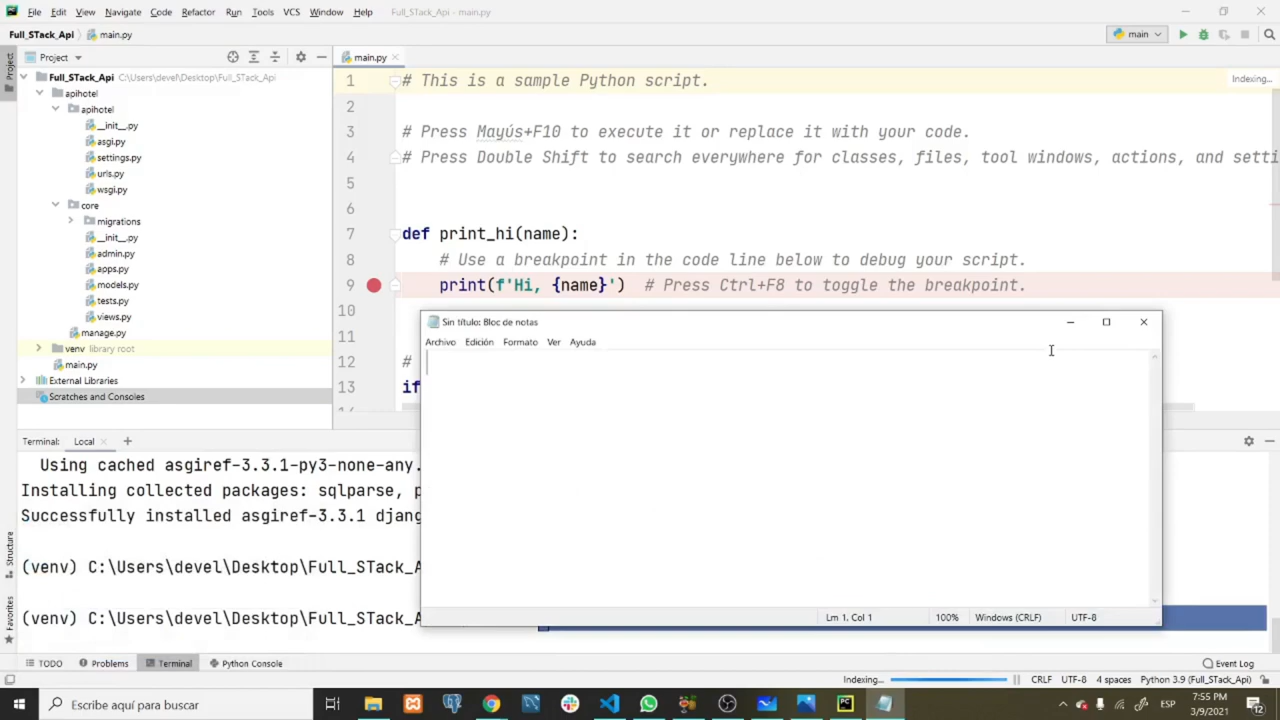 File Edit View Navigate Code Refactor Run Tools VCS Window Help Full_STack_Api - main.py
Full_STack_Api main.py main
Project main.py
Project
Full_STack_Api C:\Users\devel\Desktop\Full_STack_Api
apihotel
apihotel
__init__.py
asgi.py
settings.py
urls.py
wsgi.py
core
migrations
__init__.py
admin.py
apps.py
models.py
tests.py
views.py
manage.py
venv library root
main.py
External Libraries
Scratches and Consoles
Indexing...
1 # This is a sample Python script.
2
3 # Press Mayús+F10 to execute it or replace it with your code.
4 # Press Double Shift to search everywhere for classes, files, tool windows, actions, and setti
5
6
7 def print_hi(name):
8 # Use a breakpoint in the code line below to debug your script.
9 print(f'Hi, {name}') # Press Ctrl+F8 to toggle the breakpoint.
10
11
12 #
13 if
Sin título: Bloc de notas
Archivo Edición Formato Ver Ayuda
Lm 1, Col 1 100% Windows (CRLF) UTF-8
Terminal: Local
Using cached asgiref-3.3.1-py3-none-any.
Installing collected packages: sqlparse, p
Successfully installed asgiref-3.3.1 djang
(venv) C:\Users\devel\Desktop\Full_STack_A
(venv) C:\Users\devel\Desktop\Full_STack_A
Structure
Favorites
TODO Problems Terminal Python Console Event Log
Indexing... CRLF UTF-8 4 spaces Python 3.9 (Full_STack_Api)
Escribe aquí para buscar
ESP
7:55 PM
3/9/2021
12